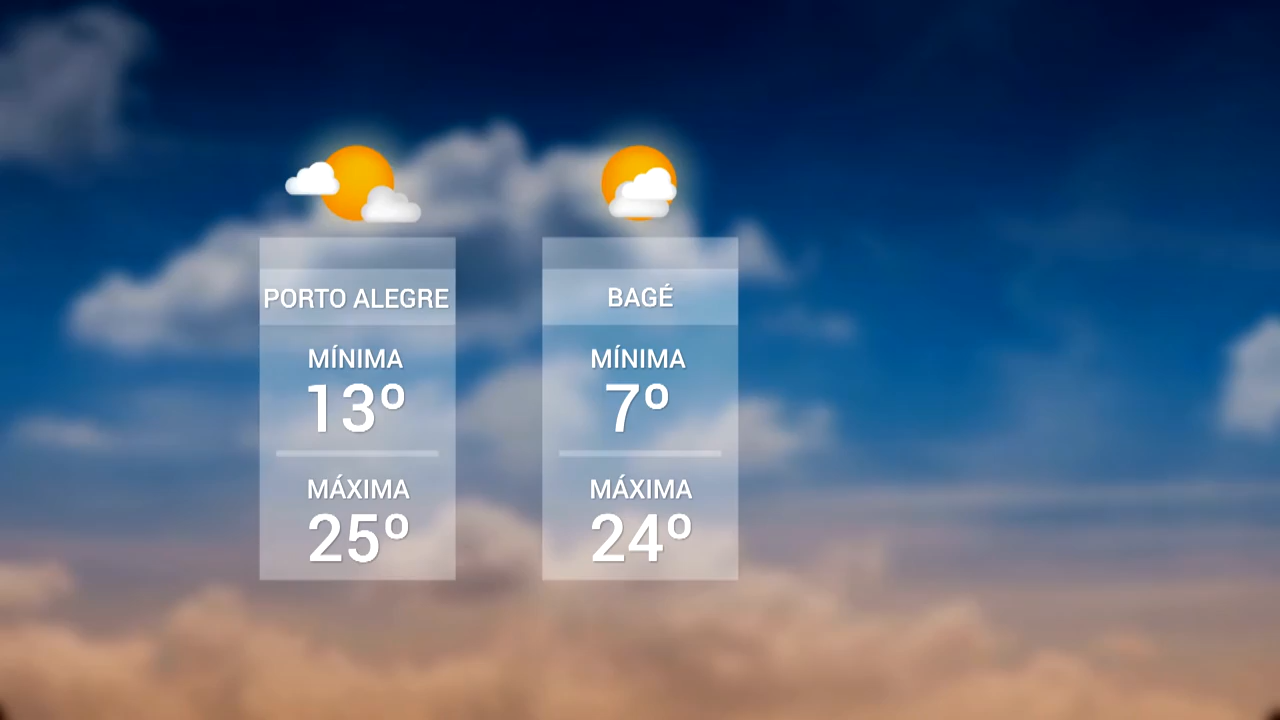 PORTO ALEGRE
MÍNIMA
13º
MÁXIMA
25º
BAGÉ
MÍNIMA
7º
MÁXIMA
24º